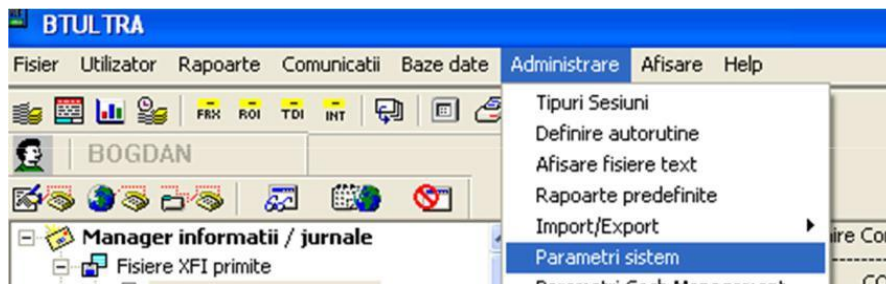 BTULTRA
Fisier Utilizator Rapoarte Comunicatii Baze date Administrare Afisare Help
FRX ROI TDI INT
Tipuri Sesiuni
Definire autorutine
BOGDAN
Afisare fisiere text
Rapoarte predefinite
Import/Export
Manager informatii / jurnale
Parametri sistem
Fisiere XFI primite